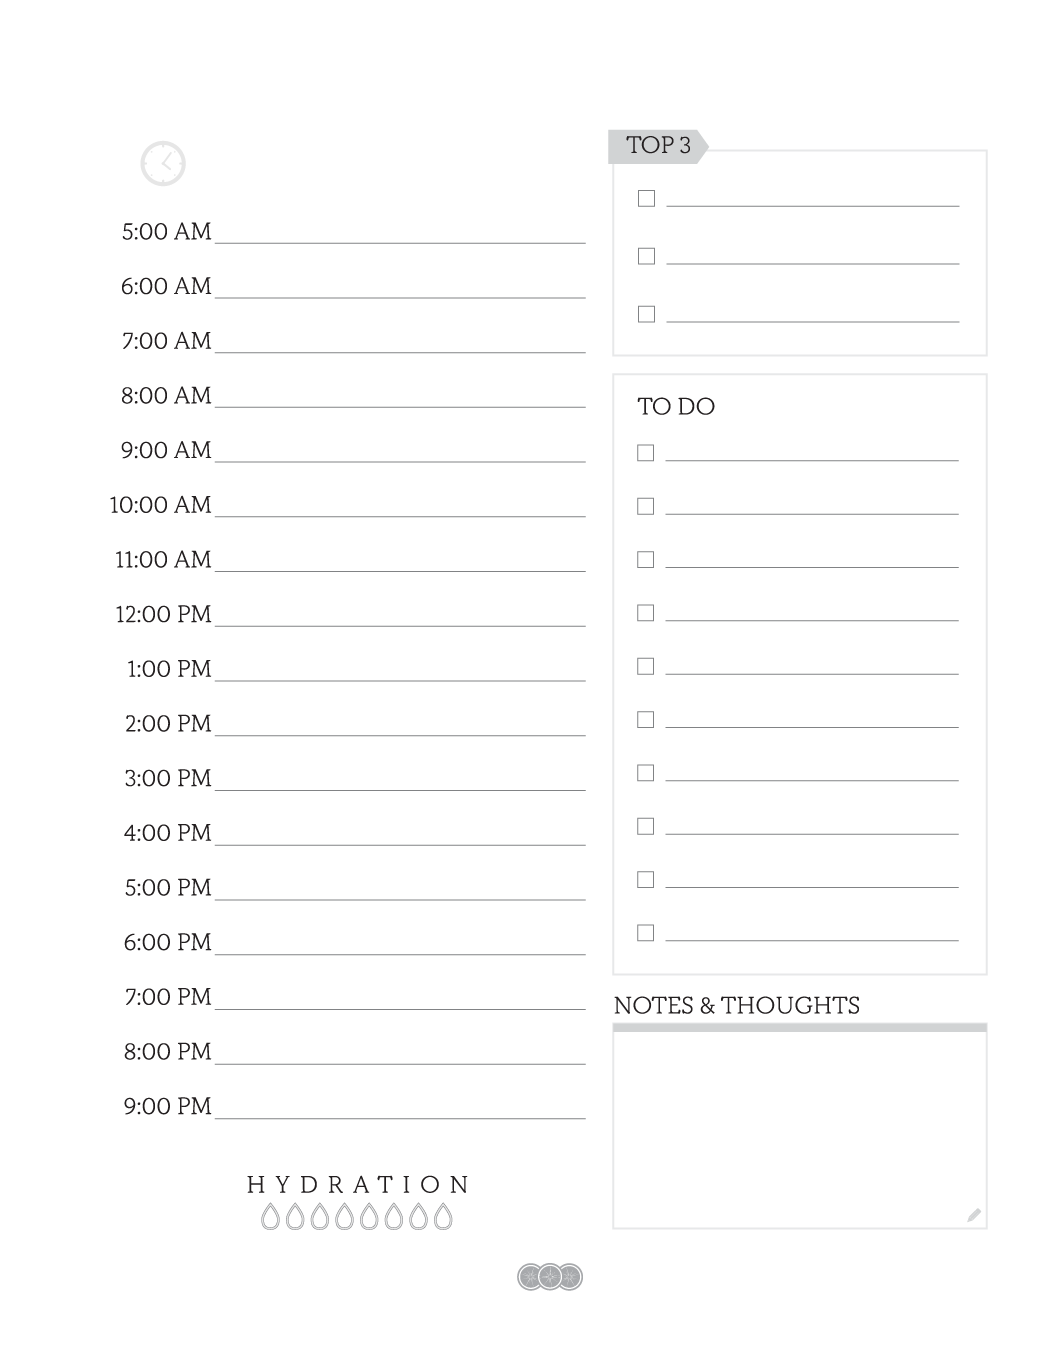 5:00 AM
6:00 AM
7:00 AM
8:00 AM
9:00 AM
10:00 AM
11:00 AM
12:00 PM
1:00 PM
2:00 PM
3:00 PM
4:00 PM
5:00 PM
6:00 PM
7:00 PM
8:00 PM
9:00 PM
HYDRATION
TOP 3
TO DO
NOTES & THOUGHTS